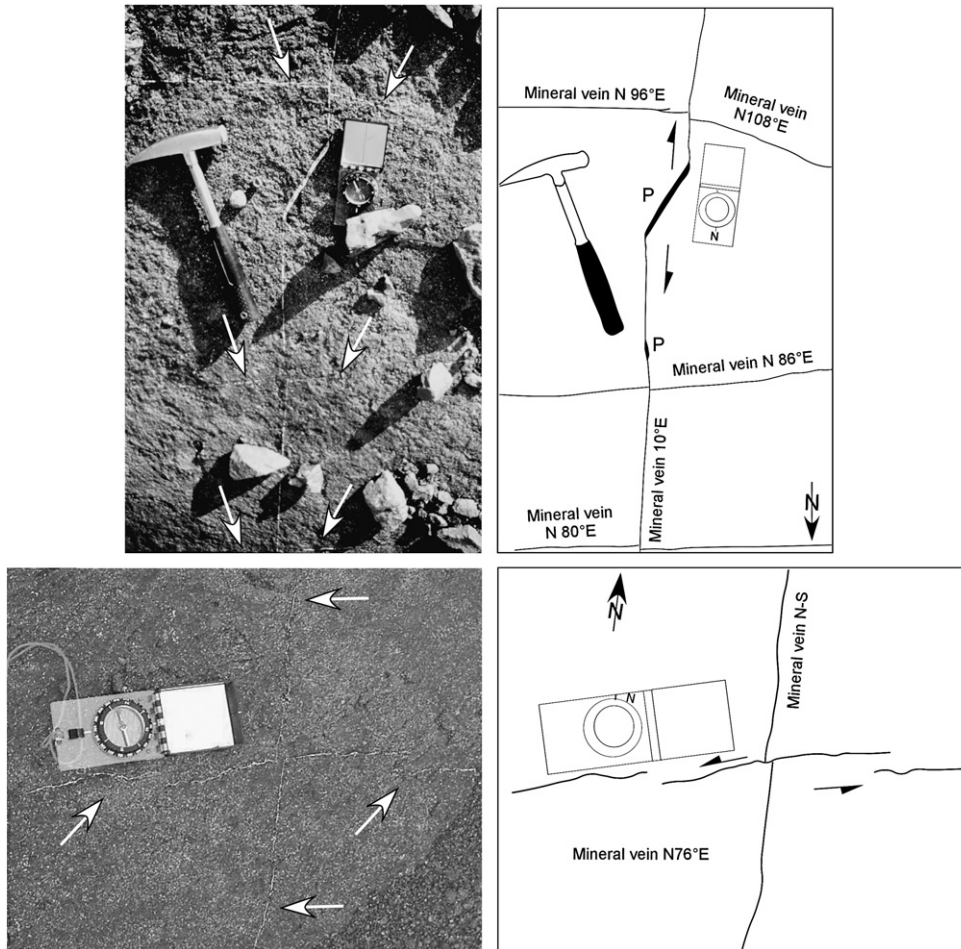 Mineral vein N 96°E
Mineral vein
N108°E
P
N
P
Mineral vein N 86°E
Mineral vein 10°E
Mineral vein
N 80°E
N
N
Mineral vein N-S
N
Mineral vein N76°E